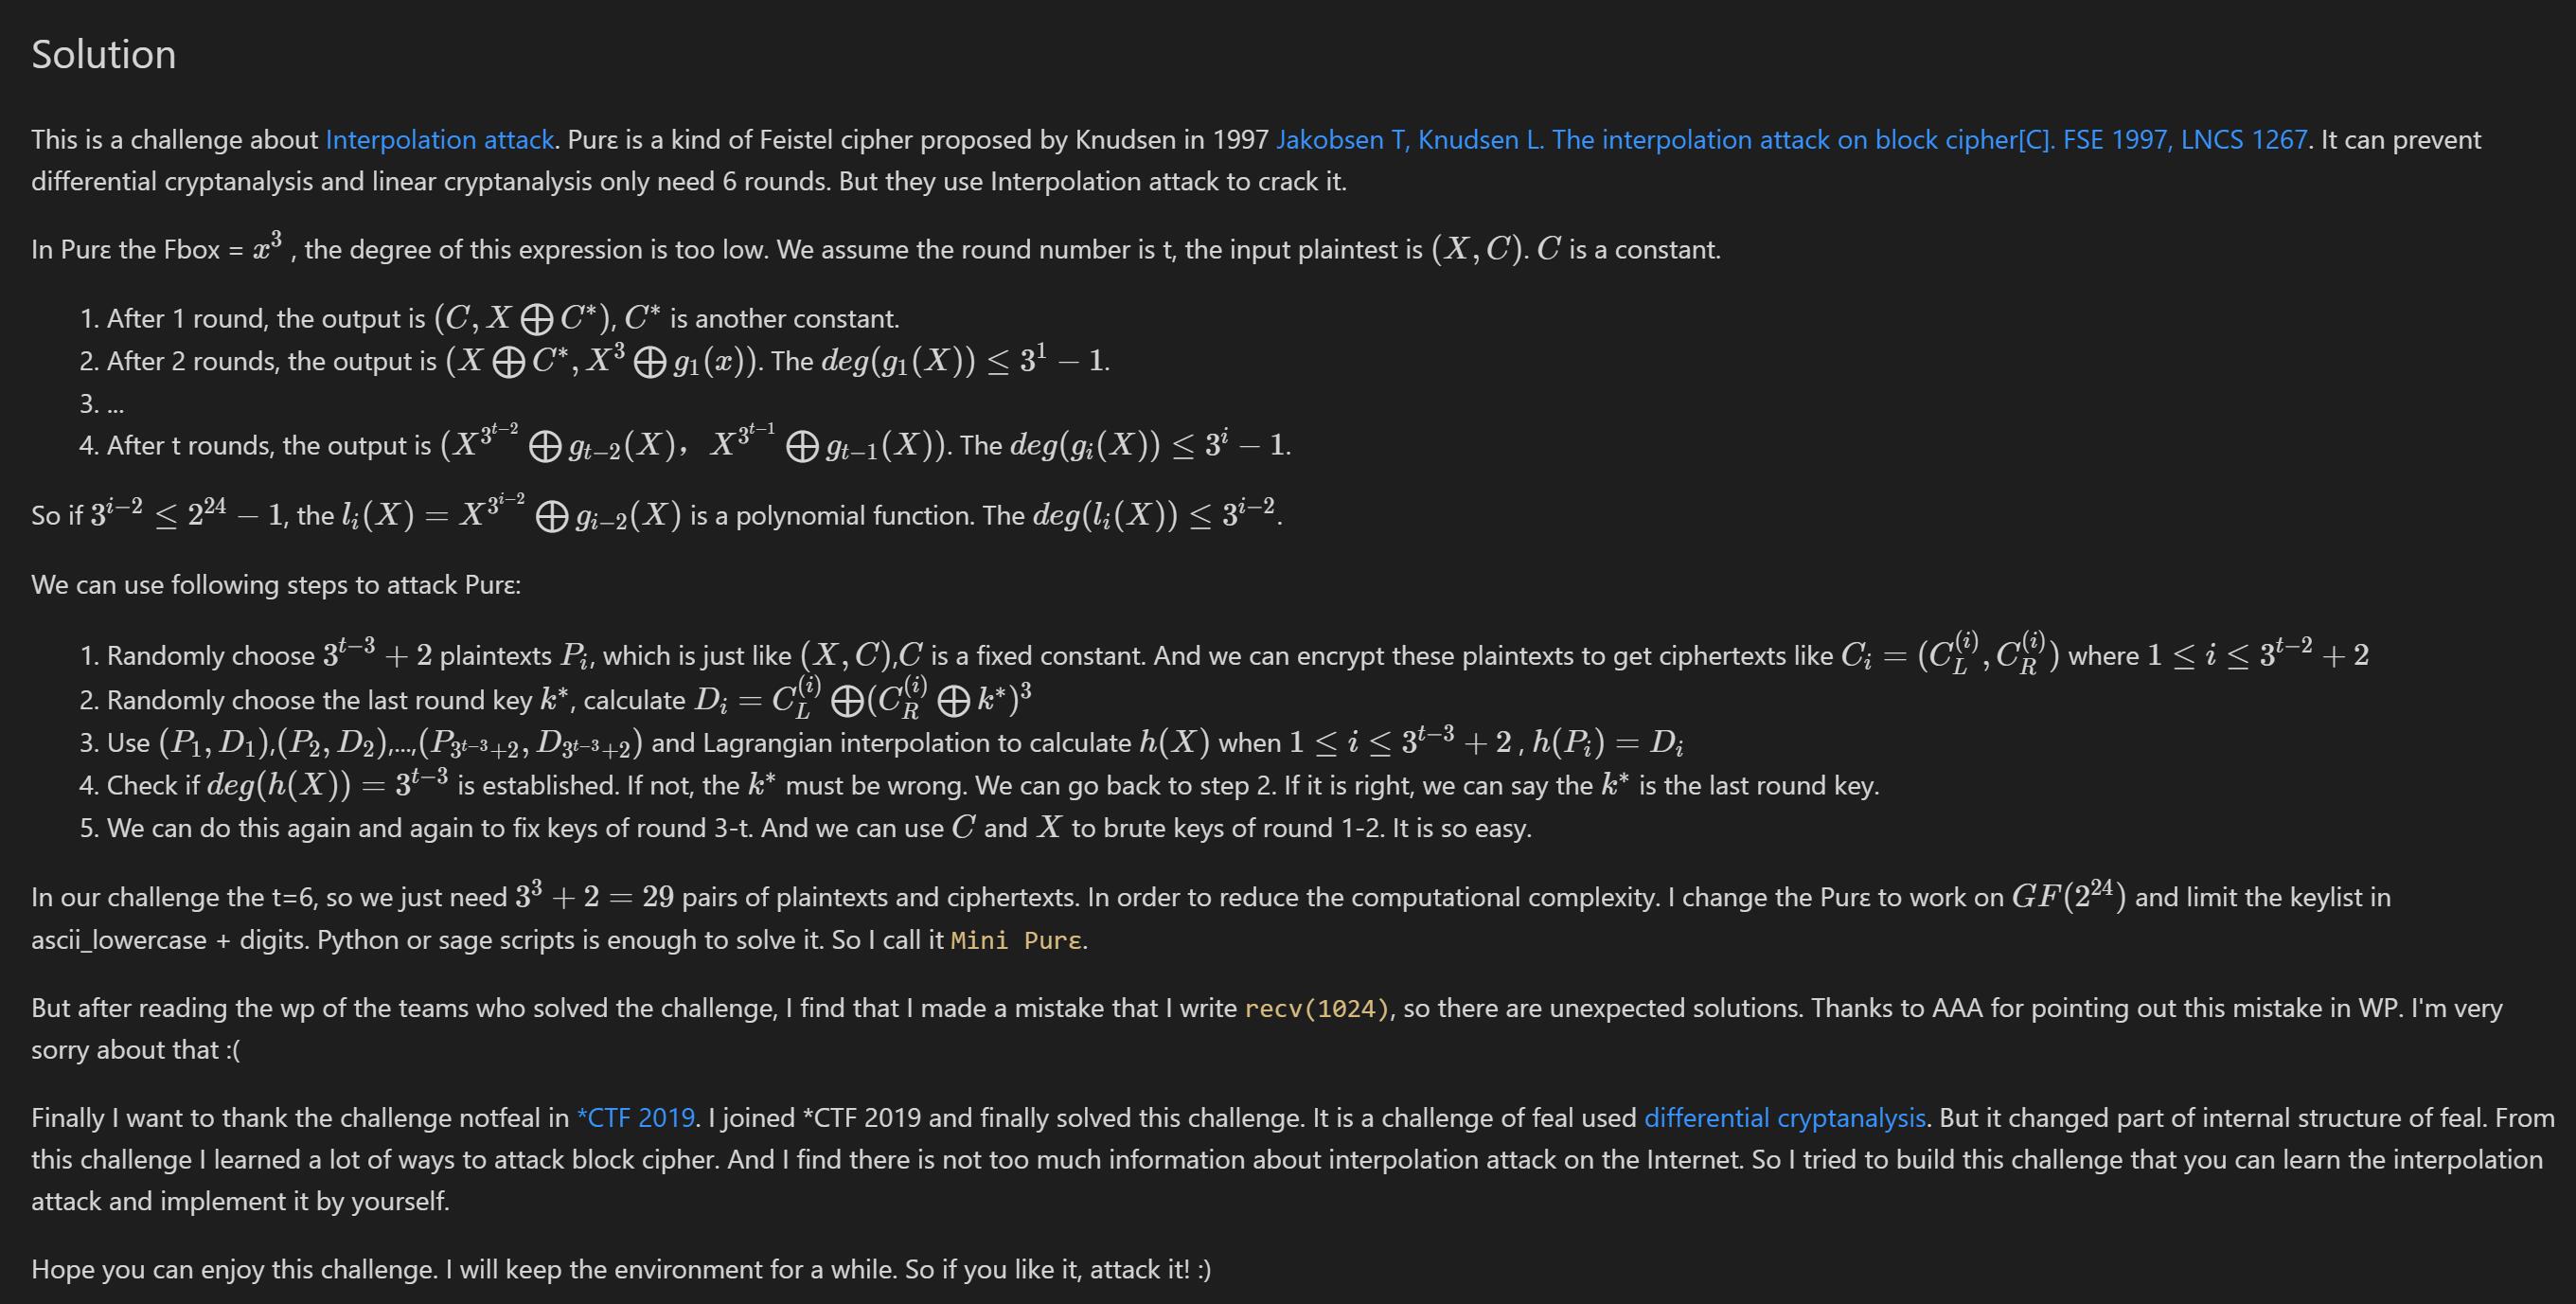 Solution
This is a challenge about Interpolation attack. Purε is a kind of Feistel cipher proposed by Knudsen in 1997 Jakobsen T, Knudsen L. The interpolation attack on block cipher[C]. FSE 1997, LNCS 1267. It can prevent
differential cryptanalysis and linear cryptanalysis only need 6 rounds. But they use Interpolation attack to crack it.
In Purε the Fbox = $x^3$ , the degree of this expression is too low. We assume the round number is t, the input plaintest is $(X, C)$. $C$ is a constant.
1. After 1 round, the output is $(C, X \bigoplus C^*)$, $C^*$ is another constant.
2. After 2 rounds, the output is $(X \bigoplus C^*, X^3 \bigoplus g_1(x))$. The $deg(g_1(X)) \leq 3^1 - 1$.
3. ...
4. After t rounds, the output is $(X^{3^{t-2}} \bigoplus g_{t-2}(X)，X^{3^{t-1}} \bigoplus g_{t-1}(X))$. The $deg(g_i(X)) \leq 3^i - 1$.
So if $3^{i-2} \leq 2^{24} - 1$, the $l_i(X) = X^{3^{i-2}} \bigoplus g_{i-2}(X)$ is a polynomial function. The $deg(l_i(X)) \leq 3^{i-2}$.
We can use following steps to attack Purε:
1. Randomly choose $3^{t-3} + 2$ plaintexts $P_i$, which is just like $(X, C)$,$C$ is a fixed constant. And we can encrypt these plaintexts to get ciphertexts like $C_i = (C_L^{(i)}, C_R^{(i)})$ where $1 \leq i \leq 3^{t-2} + 2$
2. Randomly choose the last round key $k^*$, calculate $D_i = C_L^{(i)} \bigoplus (C_R^{(i)} \bigoplus k^*)^3$
3. Use $(P_1, D_1)$,$(P_2, D_2)$,...,$(P_{3^{t-3}+2}, D_{3^{t-3}+2})$ and Lagrangian interpolation to calculate $h(X)$ when $1 \leq i \leq 3^{t-3} + 2$ , $h(P_i) = D_i$
4. Check if $deg(h(X)) = 3^{t-3}$ is established. If not, the $k^*$ must be wrong. We can go back to step 2. If it is right, we can say the $k^*$ is the last round key.
5. We can do this again and again to fix keys of round 3-t. And we can use $C$ and $X$ to brute keys of round 1-2. It is so easy.
In our challenge the t=6, so we just need $3^3 + 2 = 29$ pairs of plaintexts and ciphertexts. In order to reduce the computational complexity. I change the Purε to work on $GF(2^{24})$ and limit the keylist in
ascii_lowercase + digits. Python or sage scripts is enough to solve it. So I call it Mini Purε.
But after reading the wp of the teams who solved the challenge, I find that I made a mistake that I write recv(1024), so there are unexpected solutions. Thanks to AAA for pointing out this mistake in WP. I'm very
sorry about that :(
Finally I want to thank the challenge notfeal in *CTF 2019. I joined *CTF 2019 and finally solved this challenge. It is a challenge of feal used differential cryptanalysis. But it changed part of internal structure of feal. From
this challenge I learned a lot of ways to attack block cipher. And I find there is not too much information about interpolation attack on the Internet. So I tried to build this challenge that you can learn the interpolation
attack and implement it by yourself.
Hope you can enjoy this challenge. I will keep the environment for a while. So if you like it, attack it! :)